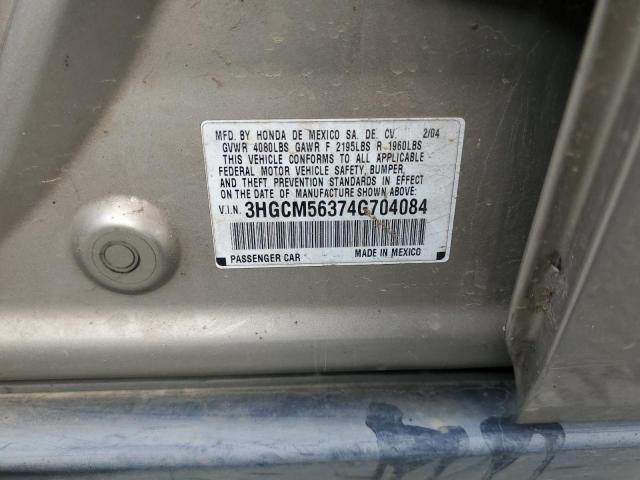 MFD. BY HONDA DE MEXICO SA. DE. CV. 2/04
GVWR 4080LBS GAWR F 2195LBS R 1960LBS
THIS VEHICLE CONFORMS TO ALL APPLICABLE
FEDERAL MOTOR VEHICLE SAFETY, BUMPER,
AND THEFT PREVENTION STANDARDS IN EFFECT
ON THE DATE OF MANUFACTURE SHOWN ABOVE:
V.I.N. 3HGCM56374G704084
PASSENGER CAR MADE IN MEXICO